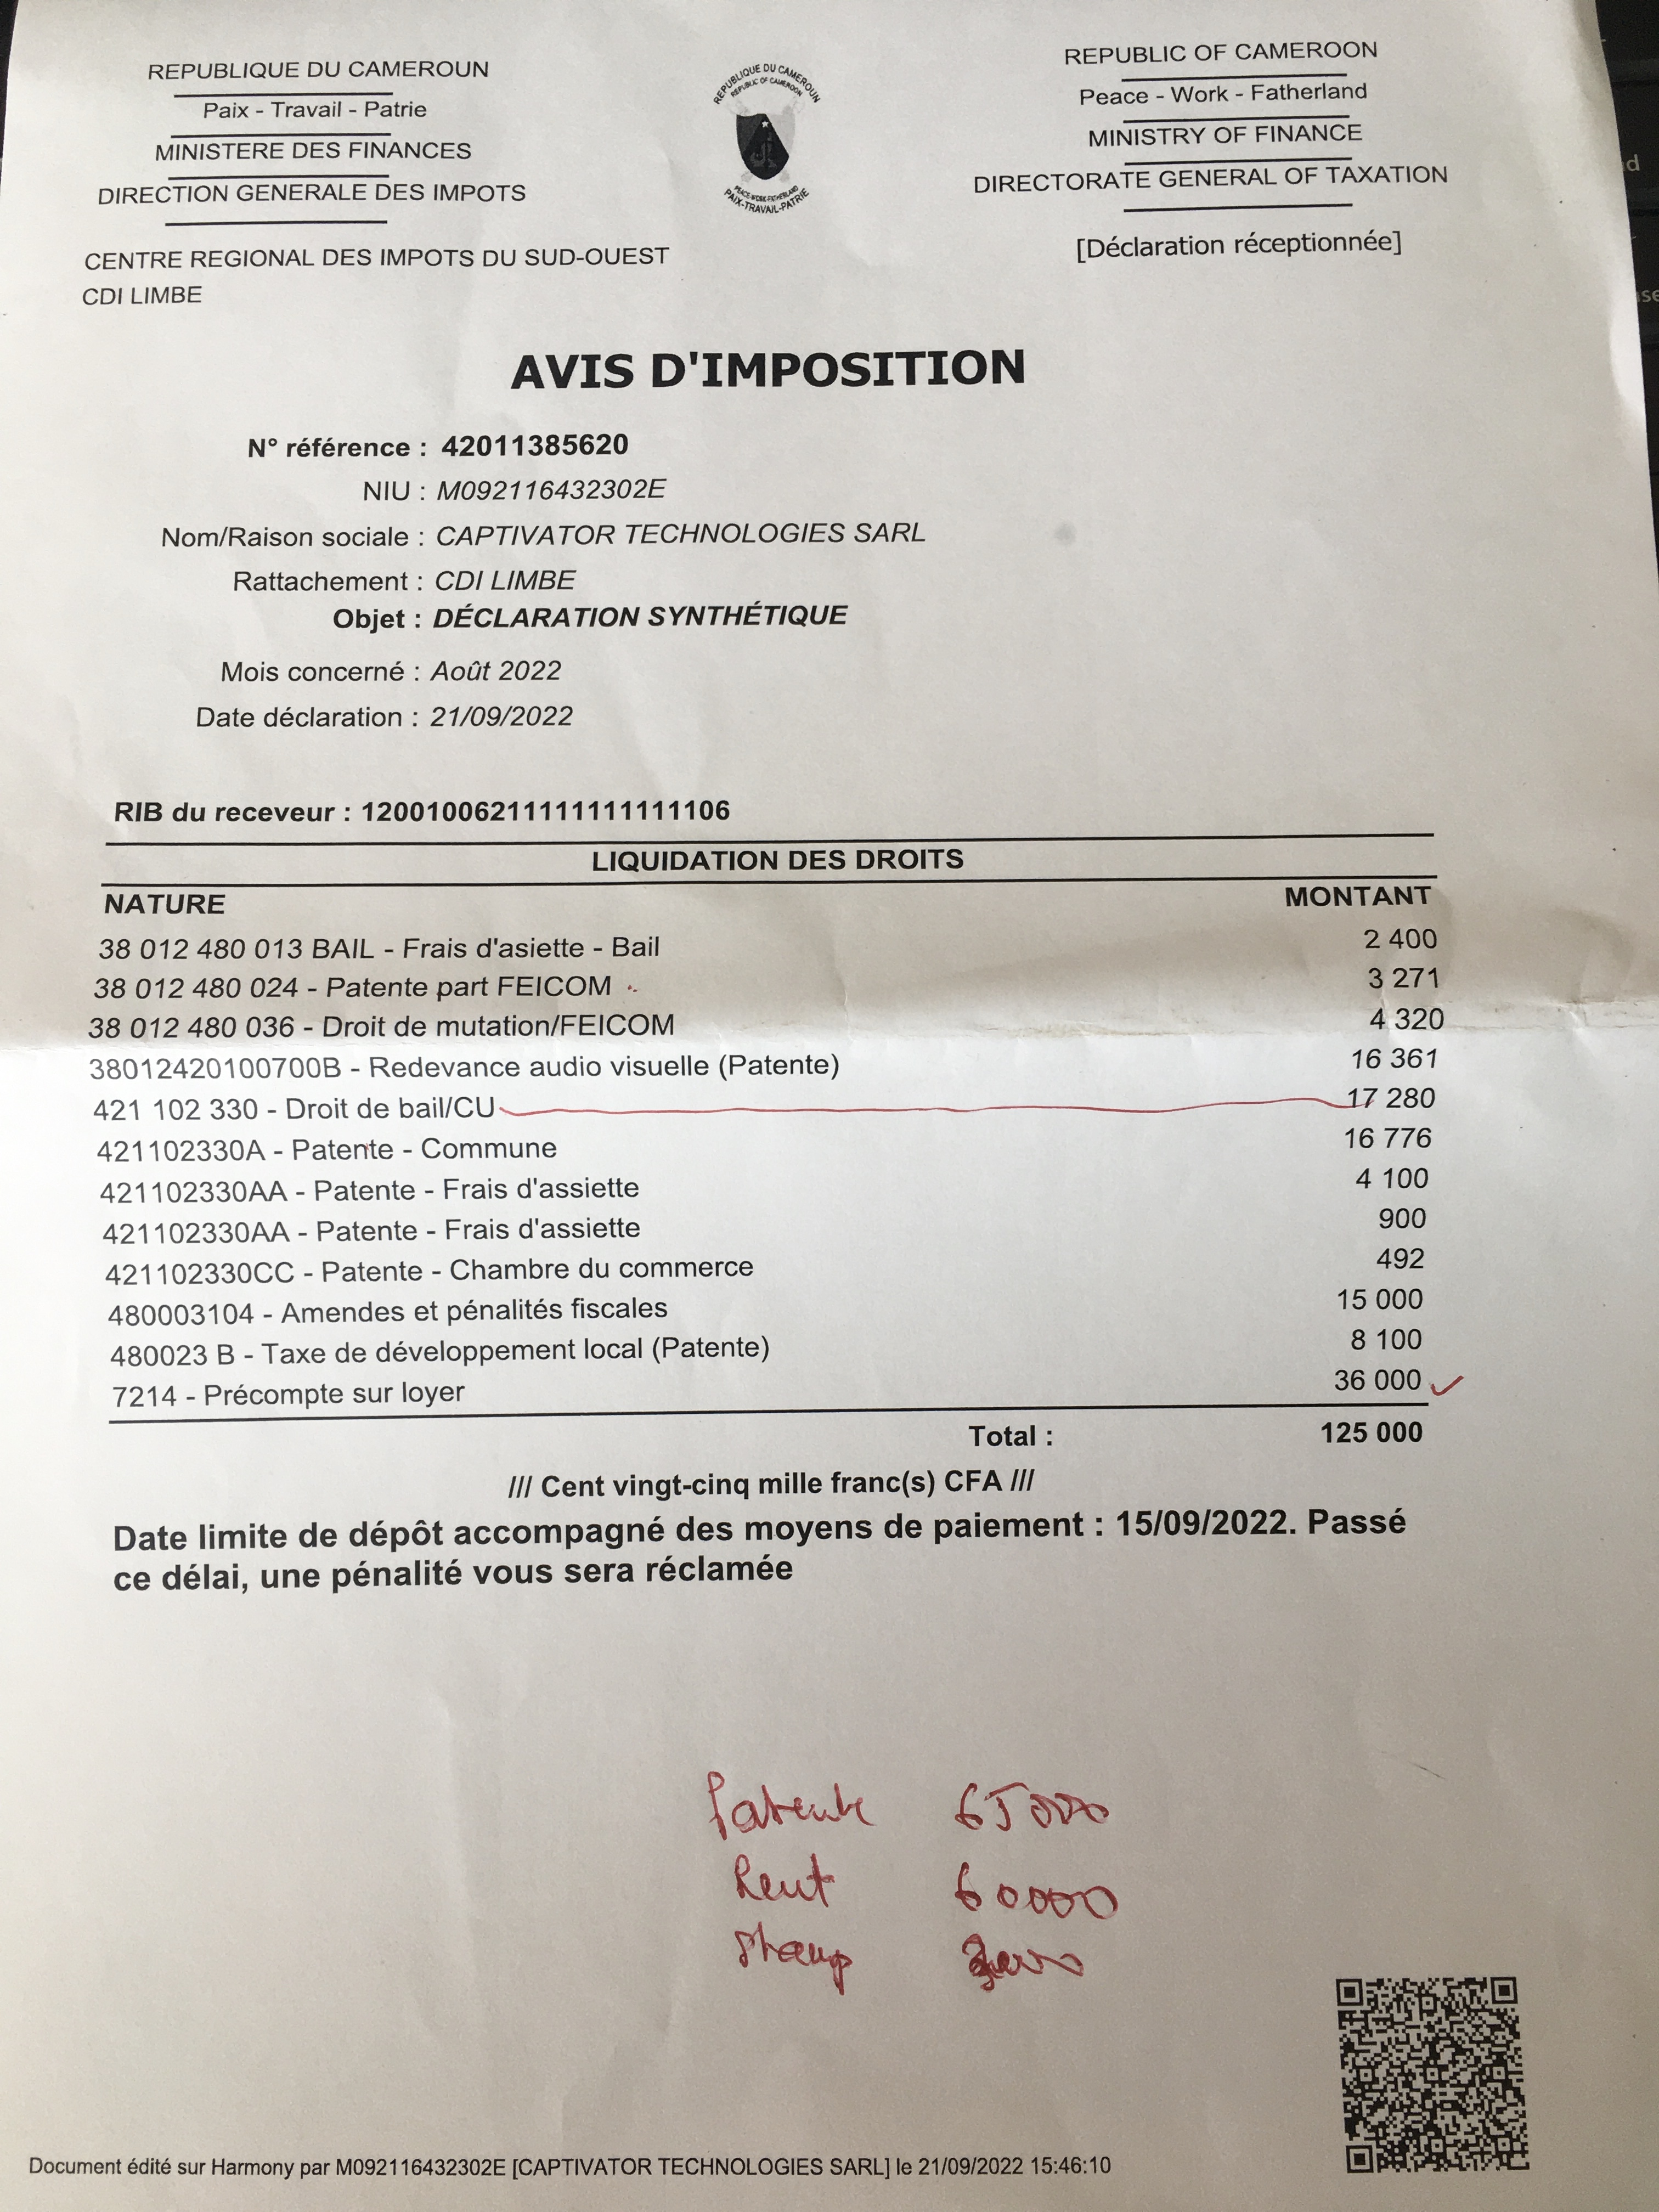 REPUBLIQUE DU CAMEROUN
Paix - Travail - Patrie
MINISTERE DES FINANCES
DIRECTION GENERALE DES IMPOTS
CENTRE REGIONAL DES IMPOTS DU SUD-OUEST
CDI LIMBE
REPUBLIQUE DU CAMEROUN
REPUBLIC OF CAMEROON
PEACE-WORK-FATHERLAND
PAIX-TRAVAIL-PATRIE
REPUBLIC OF CAMEROON
Peace - Work - Fatherland
MINISTRY OF FINANCE
DIRECTORATE GENERAL OF TAXATION
[Déclaration réceptionnée]
AVIS D'IMPOSITION
N° référence : 42011385620
NIU : M092116432302E
Nom/Raison sociale : CAPTIVATOR TECHNOLOGIES SARL
Rattachement : CDI LIMBE
Objet : DÉCLARATION SYNTHÉTIQUE
Mois concerné : Août 2022
Date déclaration : 21/09/2022
RIB du receveur : 12001006211111111111106
LIQUIDATION DES DROITS
NATURE MONTANT
38 012 480 013 BAIL - Frais d'asiette - Bail 2 400
38 012 480 024 - Patente part FEICOM 3 271
38 012 480 036 - Droit de mutation/FEICOM 4 320
38012420100700B - Redevance audio visuelle (Patente) 16 361
421 102 330 - Droit de bail/CU 17 280
421102330A - Patente - Commune 16 776
421102330AA - Patente - Frais d'assiette 4 100
421102330AA - Patente - Frais d'assiette 900
421102330CC - Patente - Chambre du commerce 492
480003104 - Amendes et pénalités fiscales 15 000
480023 B - Taxe de développement local (Patente) 8 100
7214 - Précompte sur loyer 36 000
Total : 125 000
/// Cent vingt-cinq mille franc(s) CFA ///
Date limite de dépôt accompagné des moyens de paiement : 15/09/2022. Passé
ce délai, une pénalité vous sera réclamée
Patente 65000
Rent 60000
Stamp
Document édité sur Harmony par M092116432302E [CAPTIVATOR TECHNOLOGIES SARL] le 21/09/2022 15:46:10